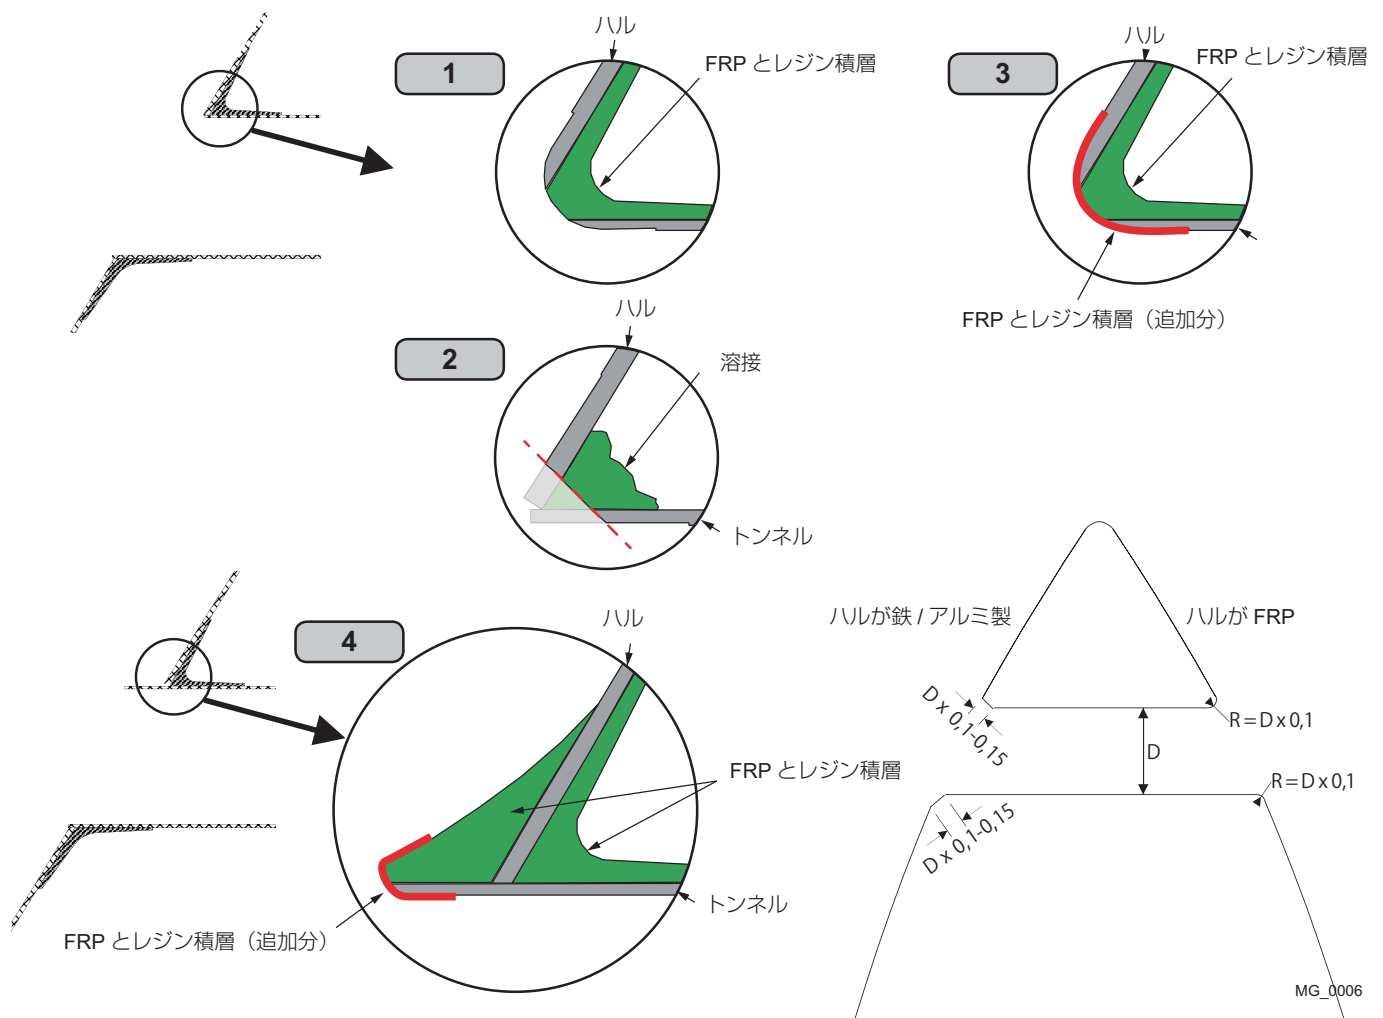 1
ハル
FRP とレジン積層
3
ハル
FRP とレジン積層
FRP とレジン積層（追加分）
2
ハル
溶接
トンネル
4
ハル
FRP とレジン積層
トンネル
FRP とレジン積層（追加分）
ハルが鉄 / アルミ製
ハルが FRP
D x 0,1-0,15
R = D x 0,1
D
R = D x 0,1
D x 0,1-0,15
MG_0006